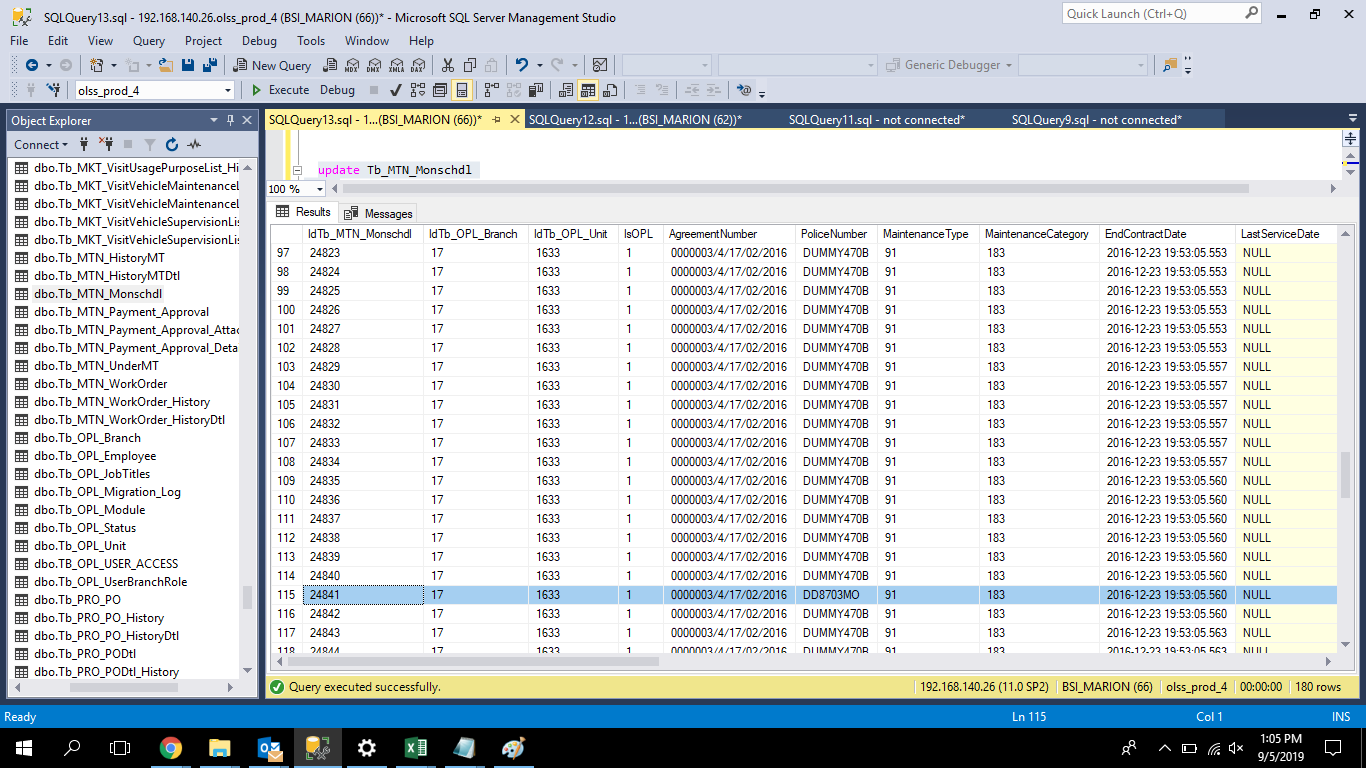 SQLQuery13.sql - 192.168.140.26.olss_prod_4 (BSI_MARION (66))* - Microsoft SQL Server Management Studio
Quick Launch (Ctrl+Q)
File Edit View Query Project Debug Tools Window Help
New Query MDX DMX XMLA DAX Generic Debugger
olss_prod_4 Execute Debug
Object Explorer
Connect
dbo.Tb_MKT_VisitUsagePurposeList_Hi
dbo.Tb_MKT_VisitVehicleMaintenanceL
dbo.Tb_MKT_VisitVehicleMaintenanceL
dbo.Tb_MKT_VisitVehicleSupervisionLis
dbo.Tb_MKT_VisitVehicleSupervisionLis
dbo.Tb_MTN_HistoryMT
dbo.Tb_MTN_HistoryMTDtl
dbo.Tb_MTN_Monschdl
dbo.Tb_MTN_Payment_Approval
dbo.Tb_MTN_Payment_Approval_Attac
dbo.Tb_MTN_Payment_Approval_Detai
dbo.Tb_MTN_UnderMT
dbo.Tb_MTN_WorkOrder
dbo.Tb_MTN_WorkOrder_History
dbo.Tb_MTN_WorkOrder_HistoryDtl
dbo.Tb_OPL_Branch
dbo.Tb_OPL_Employee
dbo.Tb_OPL_JobTitles
dbo.Tb_OPL_Migration_Log
dbo.Tb_OPL_Module
dbo.Tb_OPL_Status
dbo.Tb_OPL_Unit
dbo.TB_OPL_USER_ACCESS
dbo.Tb_OPL_UserBranchRole
dbo.Tb_PRO_PO
dbo.Tb_PRO_PO_History
dbo.Tb_PRO_PO_HistoryDtl
dbo.Tb_PRO_PODtl
dbo.Tb_PRO_PODtl_History
SQLQuery13.sql - 1...(BSI_MARION (66))* SQLQuery12.sql - 1...(BSI_MARION (62))* SQLQuery11.sql - not connected* SQLQuery9.sql - not connected*
update Tb_MTN_Monschdl
100 %
Results Messages
IdTb_MTN_Monschdl IdTb_OPL_Branch IdTb_OPL_Unit IsOPL AgreementNumber PoliceNumber MaintenanceType MaintenanceCategory EndContractDate LastServiceDate
97 24823 17 1633 1 0000003/4/17/02/2016 DUMMY470B 91 183 2016-12-23 19:53:05.553 NULL
98 24824 17 1633 1 0000003/4/17/02/2016 DUMMY470B 91 183 2016-12-23 19:53:05.553 NULL
99 24825 17 1633 1 0000003/4/17/02/2016 DUMMY470B 91 183 2016-12-23 19:53:05.553 NULL
100 24826 17 1633 1 0000003/4/17/02/2016 DUMMY470B 91 183 2016-12-23 19:53:05.553 NULL
101 24827 17 1633 1 0000003/4/17/02/2016 DUMMY470B 91 183 2016-12-23 19:53:05.553 NULL
102 24828 17 1633 1 0000003/4/17/02/2016 DUMMY470B 91 183 2016-12-23 19:53:05.553 NULL
103 24829 17 1633 1 0000003/4/17/02/2016 DUMMY470B 91 183 2016-12-23 19:53:05.557 NULL
104 24830 17 1633 1 0000003/4/17/02/2016 DUMMY470B 91 183 2016-12-23 19:53:05.557 NULL
105 24831 17 1633 1 0000003/4/17/02/2016 DUMMY470B 91 183 2016-12-23 19:53:05.557 NULL
106 24832 17 1633 1 0000003/4/17/02/2016 DUMMY470B 91 183 2016-12-23 19:53:05.557 NULL
107 24833 17 1633 1 0000003/4/17/02/2016 DUMMY470B 91 183 2016-12-23 19:53:05.557 NULL
108 24834 17 1633 1 0000003/4/17/02/2016 DUMMY470B 91 183 2016-12-23 19:53:05.557 NULL
109 24835 17 1633 1 0000003/4/17/02/2016 DUMMY470B 91 183 2016-12-23 19:53:05.560 NULL
110 24836 17 1633 1 0000003/4/17/02/2016 DUMMY470B 91 183 2016-12-23 19:53:05.560 NULL
111 24837 17 1633 1 0000003/4/17/02/2016 DUMMY470B 91 183 2016-12-23 19:53:05.560 NULL
112 24838 17 1633 1 0000003/4/17/02/2016 DUMMY470B 91 183 2016-12-23 19:53:05.560 NULL
113 24839 17 1633 1 0000003/4/17/02/2016 DUMMY470B 91 183 2016-12-23 19:53:05.560 NULL
114 24840 17 1633 1 0000003/4/17/02/2016 DUMMY470B 91 183 2016-12-23 19:53:05.560 NULL
115 24841 17 1633 1 0000003/4/17/02/2016 DD8703MO 91 183 2016-12-23 19:53:05.560 NULL
116 24842 17 1633 1 0000003/4/17/02/2016 DUMMY470B 91 183 2016-12-23 19:53:05.560 NULL
117 24843 17 1633 1 0000003/4/17/02/2016 DUMMY470B 91 183 2016-12-23 19:53:05.563 NULL
118 24844 17 1633 1 0000003/4/17/02/2016 DUMMY470B 91 183 2016-12-23 19:53:05.563 NULL
Query executed successfully. 192.168.140.26 (11.0 SP2) BSI_MARION (66) olss_prod_4 00:00:00 180 rows
Ready Ln 115 Col 1 INS
1:05 PM
9/5/2019